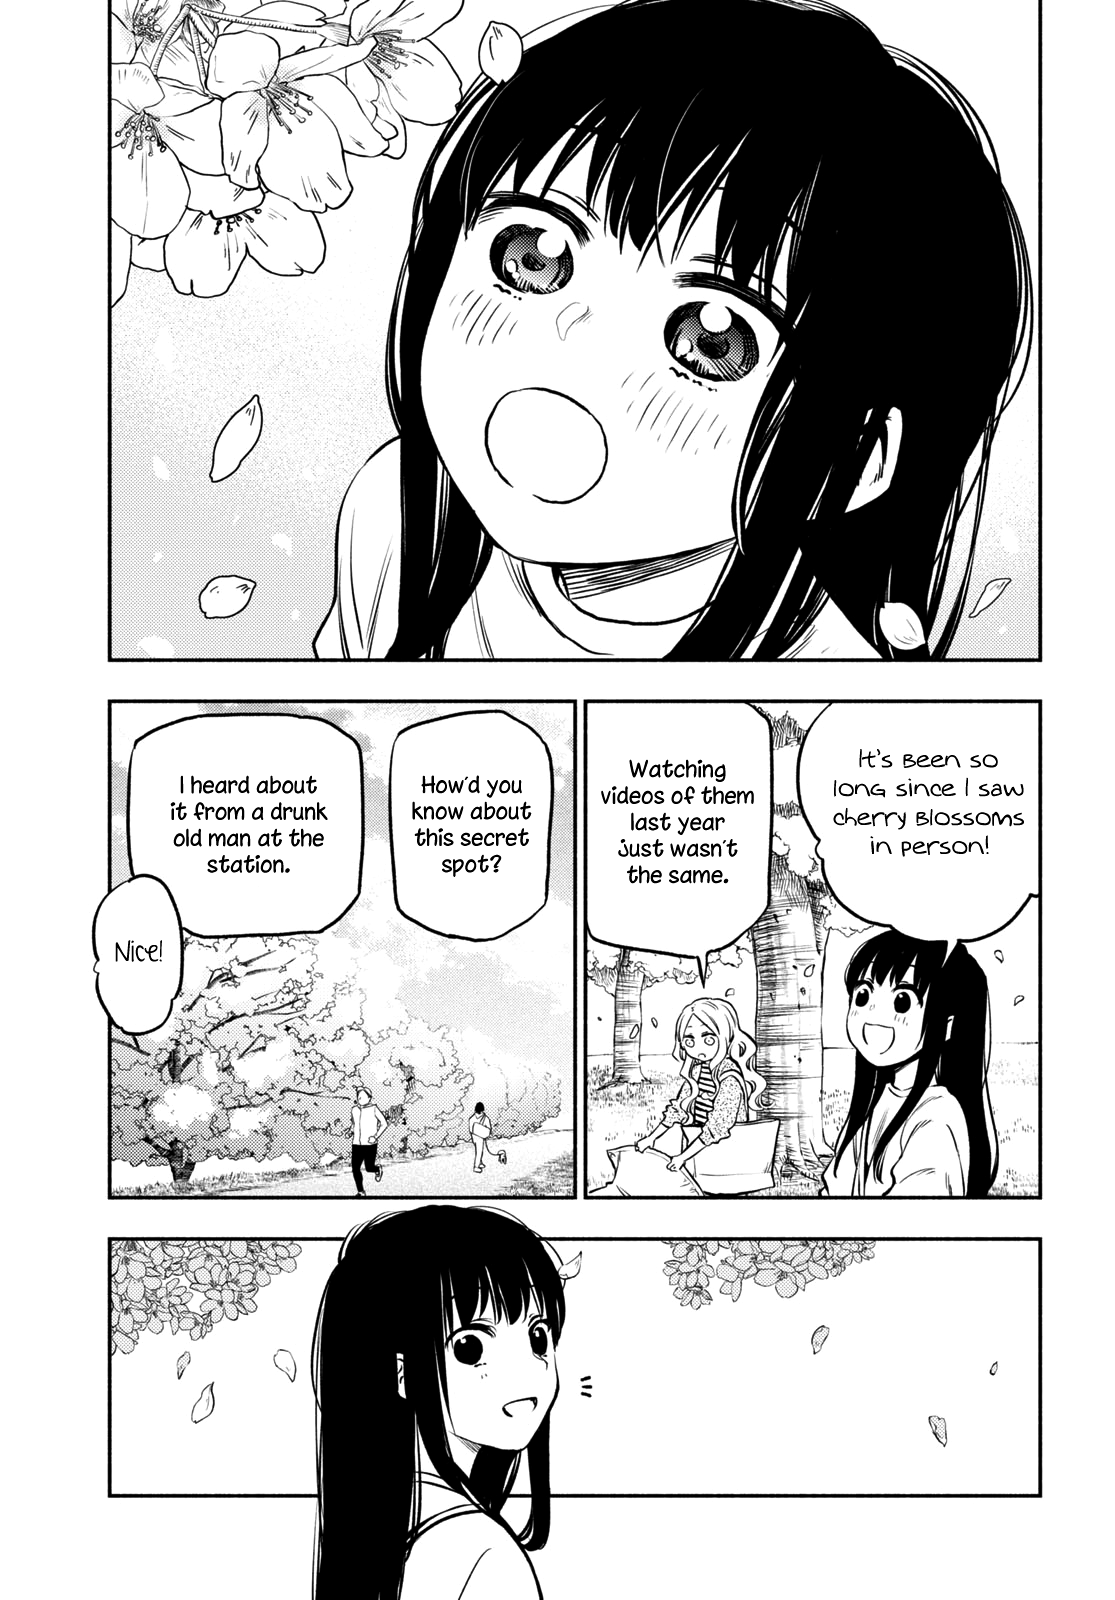 It's been so
long since I saw
cherry blossoms
in person!
Watching
videos of them
last year
just wasn't
the same.
How'd you
know about
this secret
spot?
I heard about
it from a drunk
old man at the
station.
Nice!